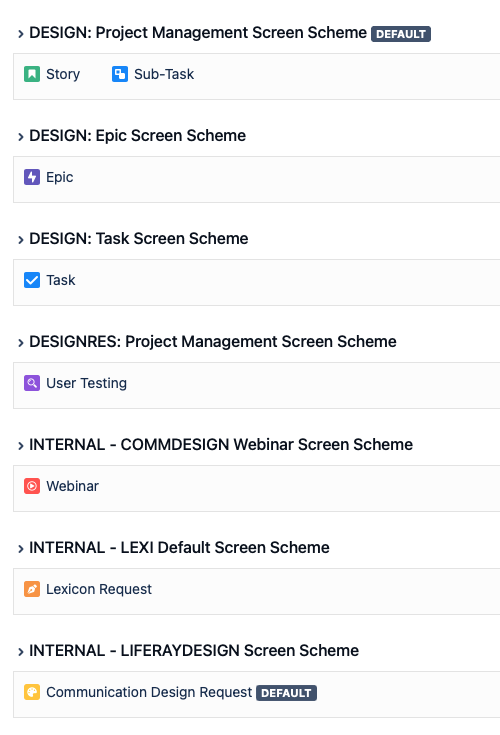 DESIGN: Project Management Screen Scheme DEFAULT
Story Sub-Task
DESIGN: Epic Screen Scheme
Epic
DESIGN: Task Screen Scheme
Task
DESIGNRES: Project Management Screen Scheme
User Testing
INTERNAL - COMMDESIGN Webinar Screen Scheme
Webinar
INTERNAL - LEXI Default Screen Scheme
Lexicon Request
INTERNAL - LIFERAYDESIGN Screen Scheme
Communication Design Request DEFAULT